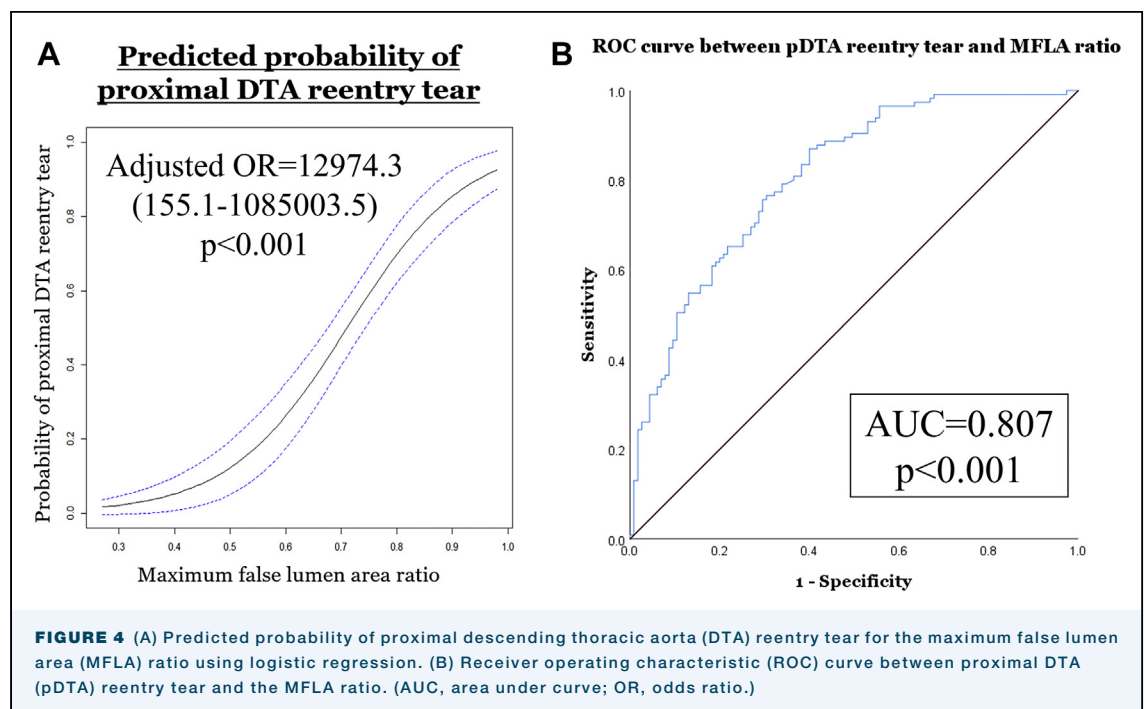 A
Predicted probability of
proximal DTA reentry tear
Probability of proximal DTA reentry tear
1.0
0.8
0.6
0.4
0.2
0.0
Adjusted OR=12974.3
(155.1-1085003.5)
p<0.001
0.3 0.4 0.5 0.6 0.7 0.8 0.9 1.0
Maximum false lumen area ratio
B
ROC curve between pDTA reentry tear and MFLA ratio
Sensitivity
1.0
0.8
0.6
0.4
0.2
0.0
AUC=0.807
p<0.001
0.0 0.2 0.4 0.6 0.8 1.0
1 - Specificity
FIGURE 4 (A) Predicted probability of proximal descending thoracic aorta (DTA) reentry tear for the maximum false lumen
area (MFLA) ratio using logistic regression. (B) Receiver operating characteristic (ROC) curve between proximal DTA
(pDTA) reentry tear and the MFLA ratio. (AUC, area under curve; OR, odds ratio.)